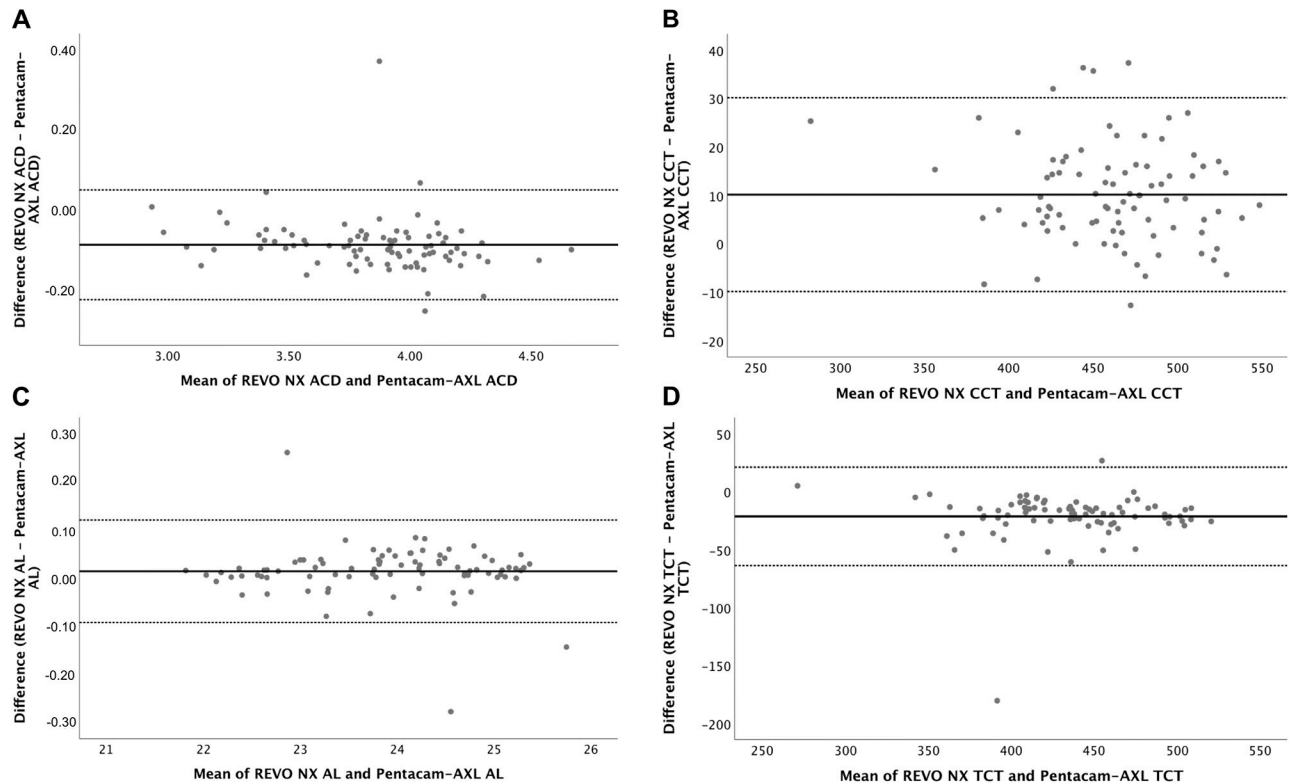 A
Difference (REVO NX ACD – Pentacam–
AXL ACD)
0.40
0.20
0.00
-0.20
3.00 3.50 4.00 4.50
Mean of REVO NX ACD and Pentacam–AXL ACD
B
Difference (REVO NX CCT – Pentacam–
AXL CCT)
40
30
20
10
0
-10
-20
250 300 350 400 450 500 550
Mean of REVO NX CCT and Pentacam–AXL CCT
C
Difference (REVO NX AL – Pentacam–AXL
AL)
0.30
0.20
0.10
0.00
-0.10
-0.20
-0.30
21 22 23 24 25 26
Mean of REVO NX AL and Pentacam–AXL AL
D
Difference (REVO NX TCT – Pentacam–AXL
TCT)
50
0
-50
-100
-150
-200
250 300 350 400 450 500 550
Mean of REVO NX TCT and Pentacam–AXL TCT